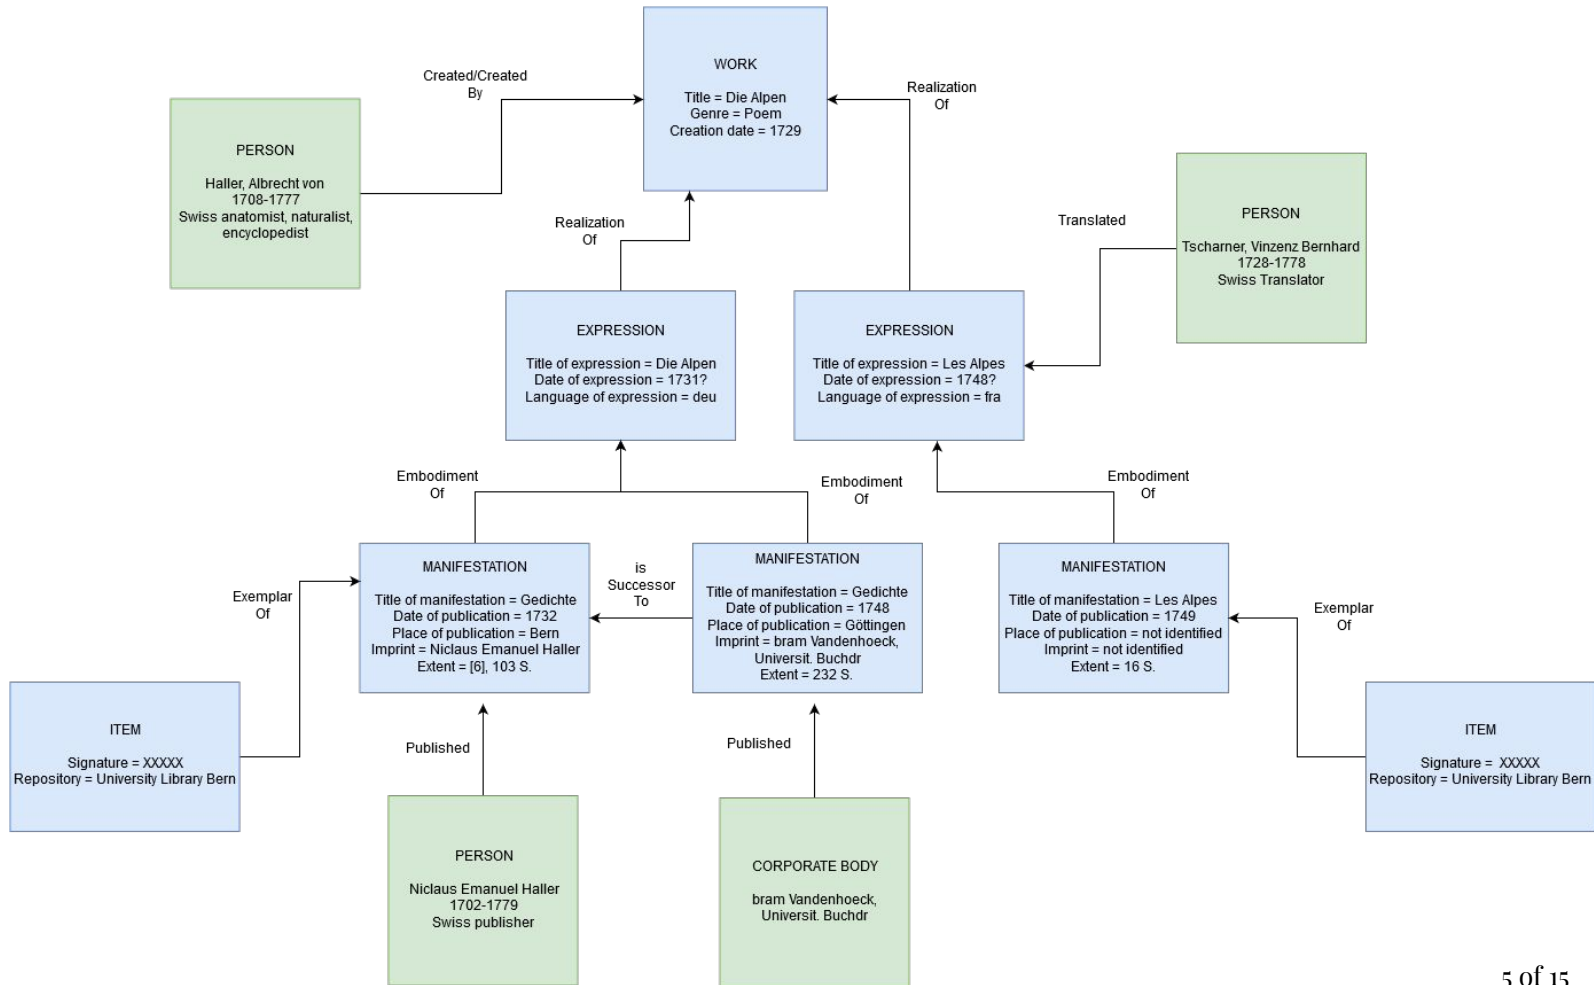 WORK
Title = Die Alpen
Genre = Poem
Creation date = 1729
Created/Created
By
Realization
Of
PERSON
Haller, Albrecht von
1708-1777
Swiss anatomist, naturalist,
encyclopedist
Realization
Of
Translated
PERSON
Tscharner, Vinzenz Bernhard
1728-1778
Swiss Translator
EXPRESSION
Title of expression = Die Alpen
Date of expression = 1731?
Language of expression = deu
EXPRESSION
Title of expression = Les Alpes
Date of expression = 1748?
Language of expression = fra
Embodiment
Of
Embodiment
Of
Embodiment
Of
MANIFESTATION
Title of manifestation = Gedichte
Date of publication = 1732
Place of publication = Bern
Imprint = Niclaus Emanuel Haller
Extent = [6], 103 S.
is
Successor
To
MANIFESTATION
Title of manifestation = Gedichte
Date of publication = 1748
Place of publication = Göttingen
Imprint = bram Vandenhoeck,
Universit. Buchdr
Extent = 232 S.
MANIFESTATION
Title of manifestation = Les Alpes
Date of publication = 1749
Place of publication = not identified
Imprint = not identified
Extent = 16 S.
Exemplar
Of
Exemplar
Of
ITEM
Signature = XXXXX
Repository = University Library Bern
Published
Published
ITEM
Signature =  XXXXX
Repository = University Library Bern
PERSON
Niclaus Emanuel Haller
1702-1779
Swiss publisher
CORPORATE BODY
bram Vandenhoeck,
Universit. Buchdr
5 of 15